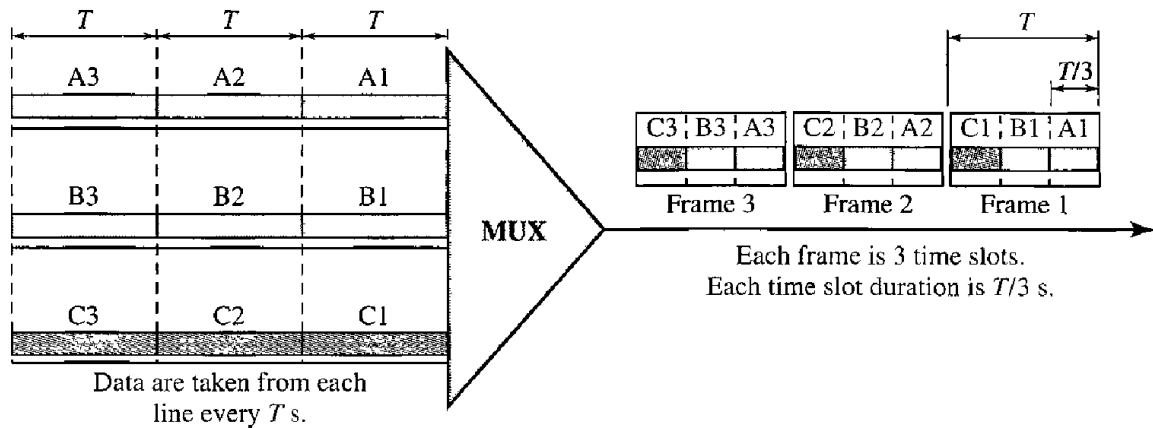 T T T
A3 A2 A1
B3 B2 B1
C3 C2 C1
Data are taken from each
line every T s.
MUX
T
T/3
C3 B3 A3 C2 B2 A2 C1 B1 A1
Frame 3 Frame 2 Frame 1
Each frame is 3 time slots.
Each time slot duration is T/3 s.